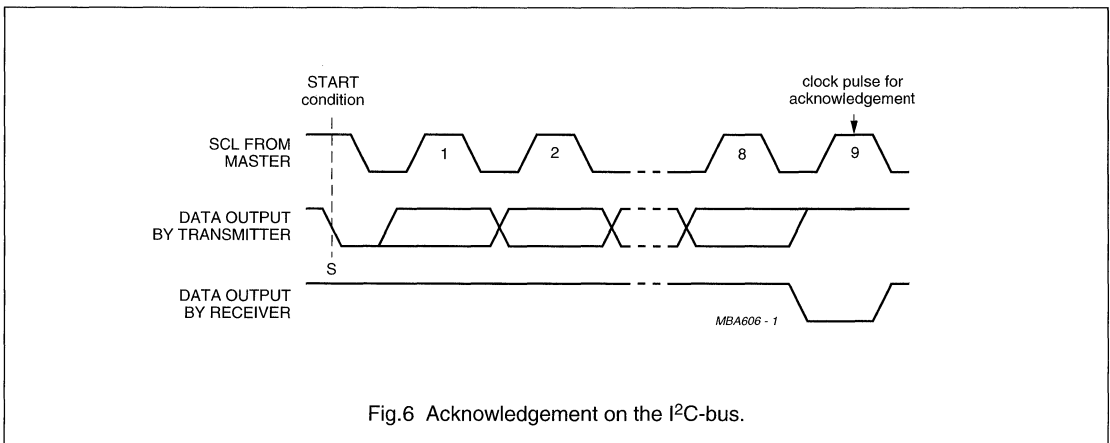 START
condition
clock pulse for
acknowledgement
SCL FROM
MASTER
1
2
8
9
DATA OUTPUT
BY TRANSMITTER
S
DATA OUTPUT
BY RECEIVER
MBA606 - 1
Fig.6 Acknowledgement on the I²C-bus.